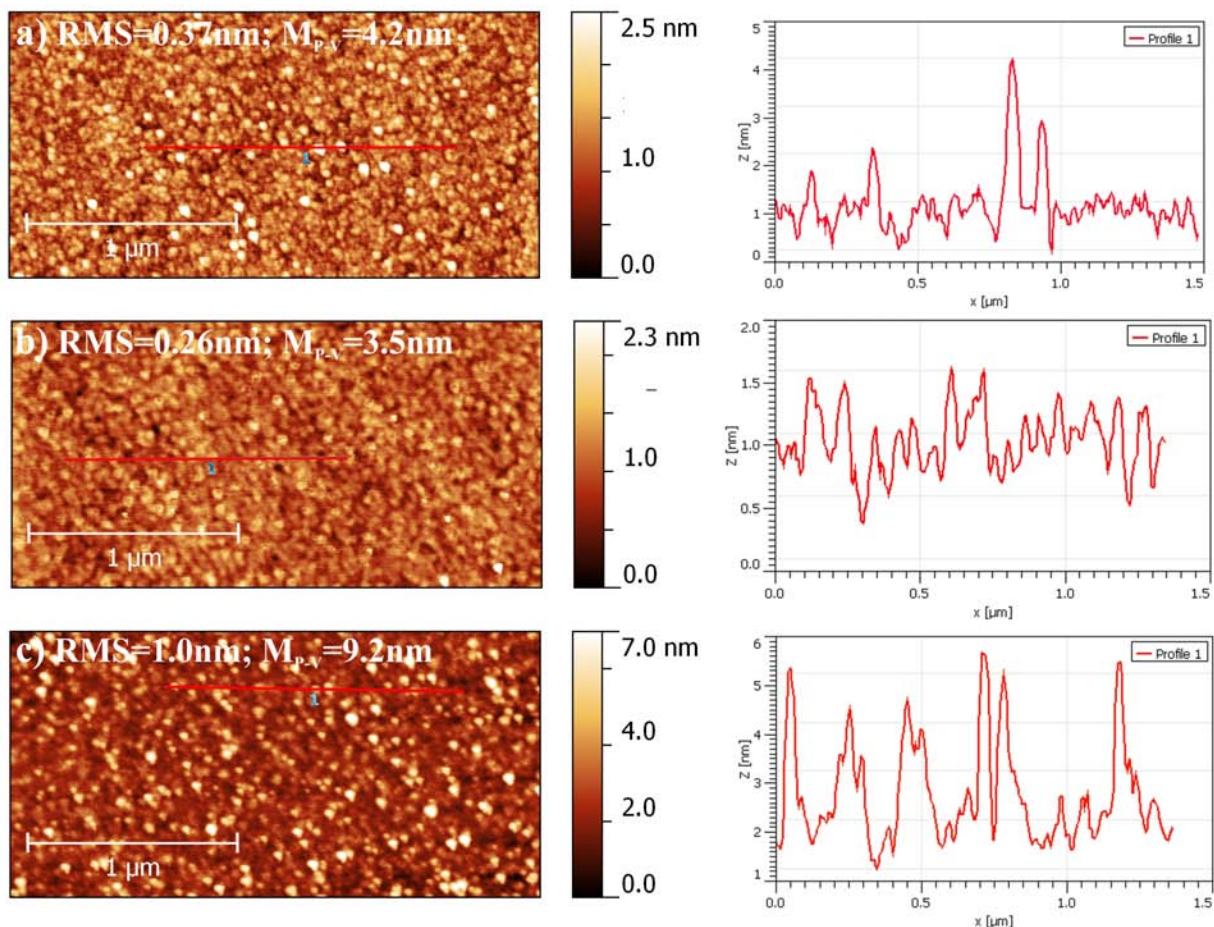 a) RMS=0.37nm; MP-V=4.2nm
1
1 µm
2.5 nm
1.0
0.0
Profile 1
5
4
3
2
1
0
Z [nm]
0.0 0.5 1.0 1.5
x [µm]
b) RMS=0.26nm; MP-V=3.5nm
1
1 µm
2.3 nm
1.0
0.0
Profile 1
2.0
1.5
1.0
0.5
0.0
Z [nm]
0.0 0.5 1.0 1.5
x [µm]
c) RMS=1.0nm; MP-V=9.2nm
1
1 µm
7.0 nm
4.0
2.0
0.0
Profile 1
6
5
4
3
2
1
Z [nm]
0.0 0.5 1.0 1.5
x [µm]